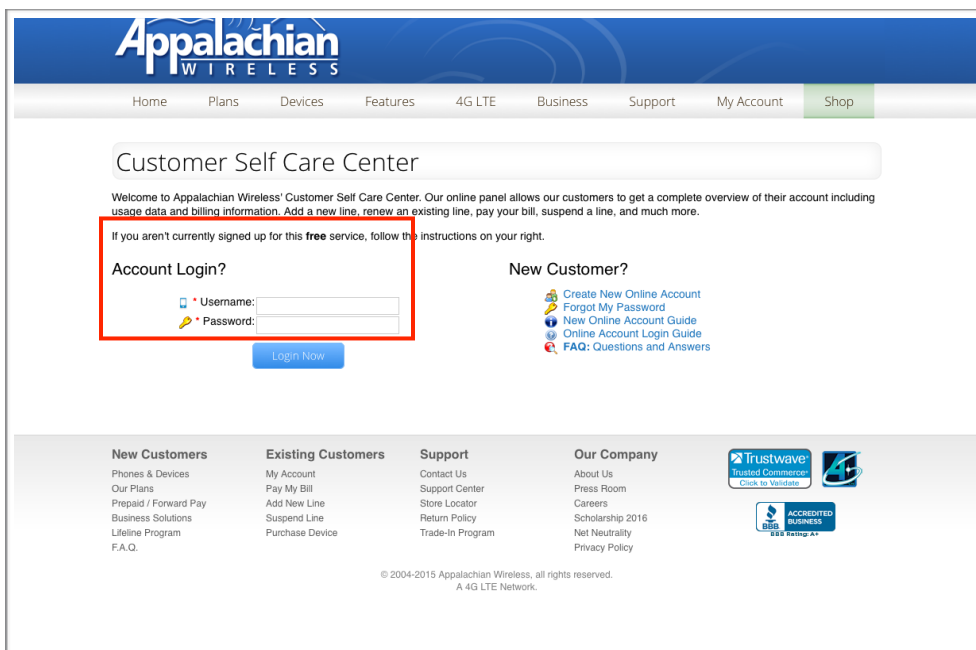 Appalachian
WIRELESS
Home Plans Devices Features 4G LTE Business Support My Account Shop
Customer Self Care Center
Welcome to Appalachian Wireless' Customer Self Care Center. Our online panel allows our customers to get a complete overview of their account including
usage data and billing information. Add a new line, renew an existing line, pay your bill, suspend a line, and much more.
If you aren't currently signed up for this free service, follow the instructions on your right.
Account Login?
* Username:
* Password:
Login Now
New Customer?
Create New Online Account
Forgot My Password
New Online Account Guide
Online Account Login Guide
FAQ: Questions and Answers
New Customers
Phones & Devices
Our Plans
Prepaid / Forward Pay
Business Solutions
Lifeline Program
F.A.Q.
Existing Customers
My Account
Pay My Bill
Add New Line
Suspend Line
Purchase Device
Support
Contact Us
Support Center
Store Locator
Return Policy
Trade-In Program
Our Company
About Us
Press Room
Careers
Scholarship 2016
Net Neutrality
Privacy Policy
Trustwave
Trusted Commerce
Click to Validate
BBB
ACCREDITED
BUSINESS
BBB Rating: A+
© 2004-2015 Appalachian Wireless, all rights reserved.
A 4G LTE Network.